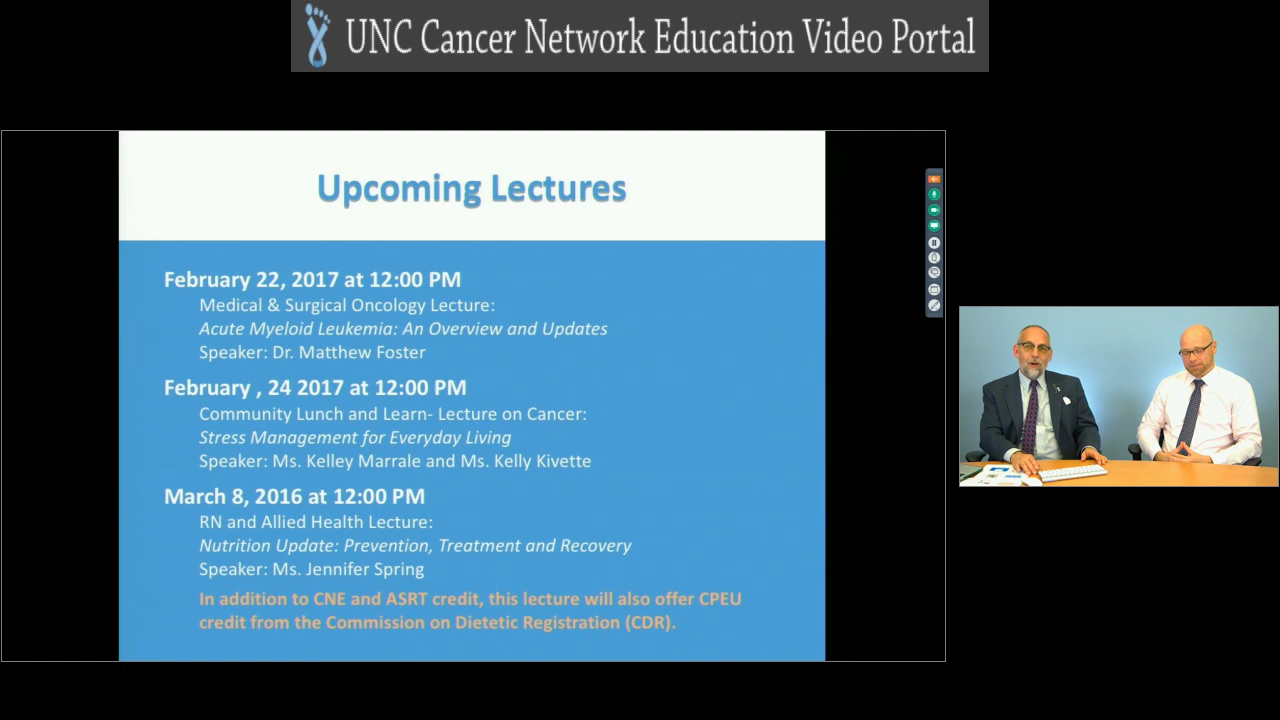 UNC Cancer Network Education Video Portal
Upcoming Lectures
February 22, 2017 at 12:00 PM
Medical & Surgical Oncology Lecture:
Acute Myeloid Leukemia: An Overview and Updates
Speaker: Dr. Matthew Foster
February , 24 2017 at 12:00 PM
Community Lunch and Learn- Lecture on Cancer:
Stress Management for Everyday Living
Speaker: Ms. Kelley Marrale and Ms. Kelly Kivette
March 8, 2016 at 12:00 PM
RN and Allied Health Lecture:
Nutrition Update: Prevention, Treatment and Recovery
Speaker: Ms. Jennifer Spring
In addition to CNE and ASRT credit, this lecture will also offer CPEU
credit from the Commission on Dietetic Registration (CDR).